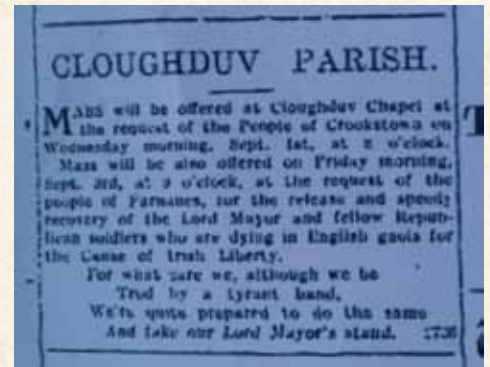 CLOUGHDUV PARISH.
MASS will be offered at Cloughduv Chapel at
the request of the People of Crookstown on
Wednesday morning, Sept. 1st, at 8 o'clock.
Mass will be also offered on Friday morning,
Sept. 3rd, at 9 o'clock, at the request of the
people of Farnanes, for the release and speedy
recovery of the Lord Mayor and fellow Repub-
lican soldiers who are dying in English gaols for
the Cause of Irish Liberty.
For what care we, although we be
Trod by a tyrant band,
We're quite prepared to do the same
And take our Lord Mayor's stand.